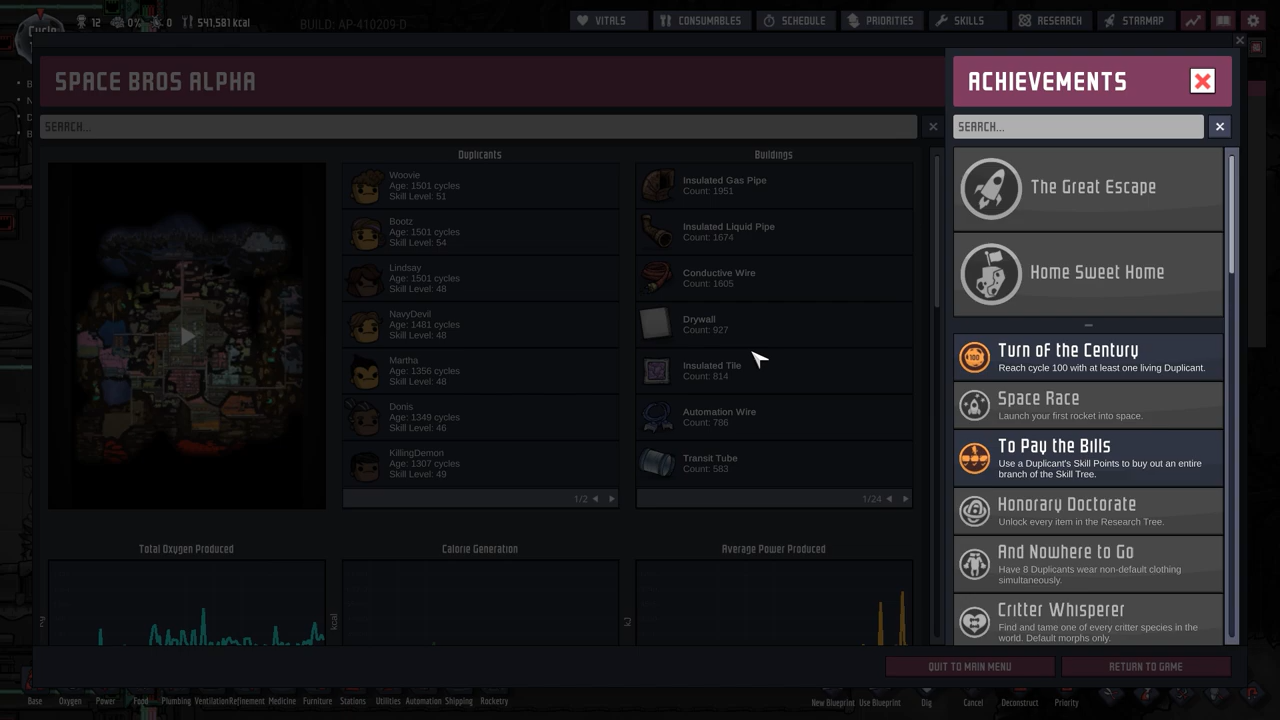 12
0%
0
541,581 kcal
BUILD: AP-410209-D
VITALS
CONSUMABLES
SCHEDULE
PRIORITIES
SKILLS
RESEARCH
STARMAP
Cycle
SPACE BROS ALPHA
SEARCH...
Duplicants
Woovie
Age: 1501 cycles
Skill Level: 51
Bootz
Age: 1501 cycles
Skill Level: 54
Lindsay
Age: 1501 cycles
Skill Level: 48
NavyDevil
Age: 1481 cycles
Skill Level: 48
Martha
Age: 1356 cycles
Skill Level: 48
Donis
Age: 1349 cycles
Skill Level: 46
KillingDemon
Age: 1307 cycles
Skill Level: 49
1/2
Buildings
Insulated Gas Pipe
Count: 1951
Insulated Liquid Pipe
Count: 1674
Conductive Wire
Count: 1605
Drywall
Count: 927
Insulated Tile
Count: 814
Automation Wire
Count: 786
Transit Tube
Count: 583
1/24
Total Oxygen Produced
Calorie Generation
kcal
Average Power Produced
ACHIEVEMENTS
SEARCH...
The Great Escape
Home Sweet Home
100
Turn of the Century
Reach cycle 100 with at least one living Duplicant.
Space Race
Launch your first rocket into space.
To Pay the Bills
Use a Duplicant's Skill Points to buy out an entire
branch of the Skill Tree.
Honorary Doctorate
Unlock every item in the Research Tree.
And Nowhere to Go
Have 8 Duplicants wear non-default clothing
simultaneously.
Critter Whisperer
Find and tame one of every critter species in the
world. Default morphs only.
QUIT TO MAIN MENU
RETURN TO GAME
Base
Oxygen
Power
Food
Plumbing
Ventilation
Refinement
Medicine
Furniture
Stations
Utilities
Automation
Shipping
Rocketry
New Blueprint
Use Blueprint
Dig
Cancel
Deconstruct
Priority